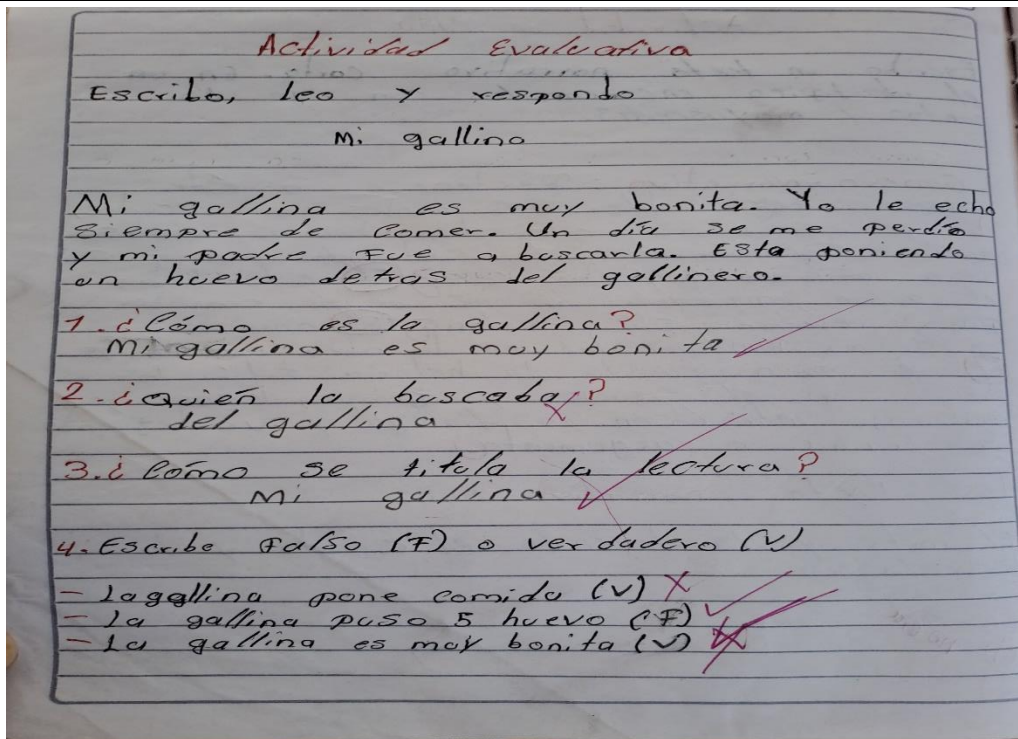 Actividad Evaluativa
Escribo, leo y respondo
Mi gallina
Mi gallina es muy bonita. Yo le echo
siempre de comer. Un día se me perdío
y mi padre Fue a buscarla. Esta poniendo
un huevo detras del gallinero.
1. ¿Cómo es la gallina?
Mi gallina es muy bonita
2. ¿Quién la buscaba?
del gallina
3. ¿Cómo se titula la lectura?
Mi gallina
4. Escribe Falso (F) o verdadero (V)
- La gallina pone comida (V)
- La gallina puso 5 huevo (F)
- La gallina es muy bonita (V)